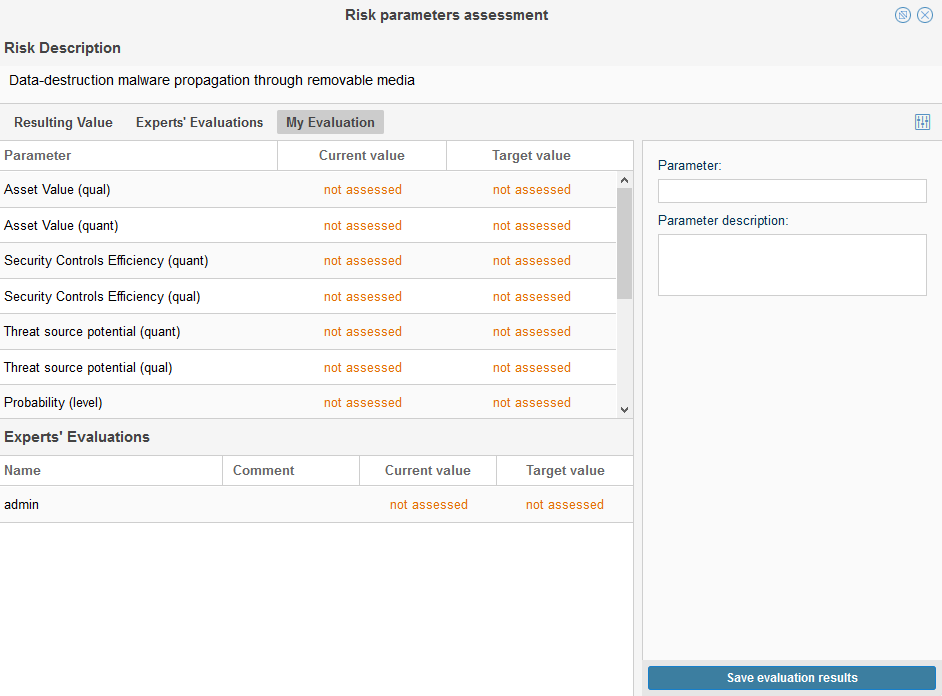 Risk parameters assessment
Risk Description
Data-destruction malware propagation through removable media
Resulting Value Experts' Evaluations My Evaluation
Parameter Current value Target value
Asset Value (qual) not assessed not assessed
Asset Value (quant) not assessed not assessed
Security Controls Efficiency (quant) not assessed not assessed
Security Controls Efficiency (qual) not assessed not assessed
Threat source potential (quant) not assessed not assessed
Threat source potential (qual) not assessed not assessed
Probability (level) not assessed not assessed
Experts' Evaluations
Name Comment Current value Target value
admin not assessed not assessed
Parameter:
Parameter description:
Save evaluation results